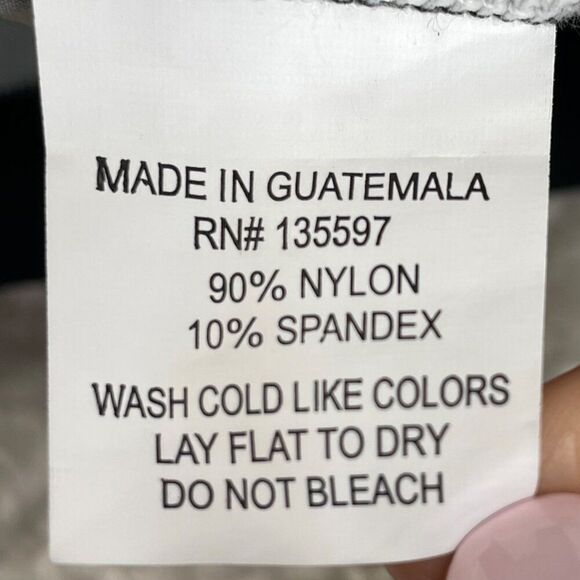 MADE IN GUATEMALA
RN# 135597
90% NYLON
10% SPANDEX
WASH COLD LIKE COLORS
LAY FLAT TO DRY
DO NOT BLEACH